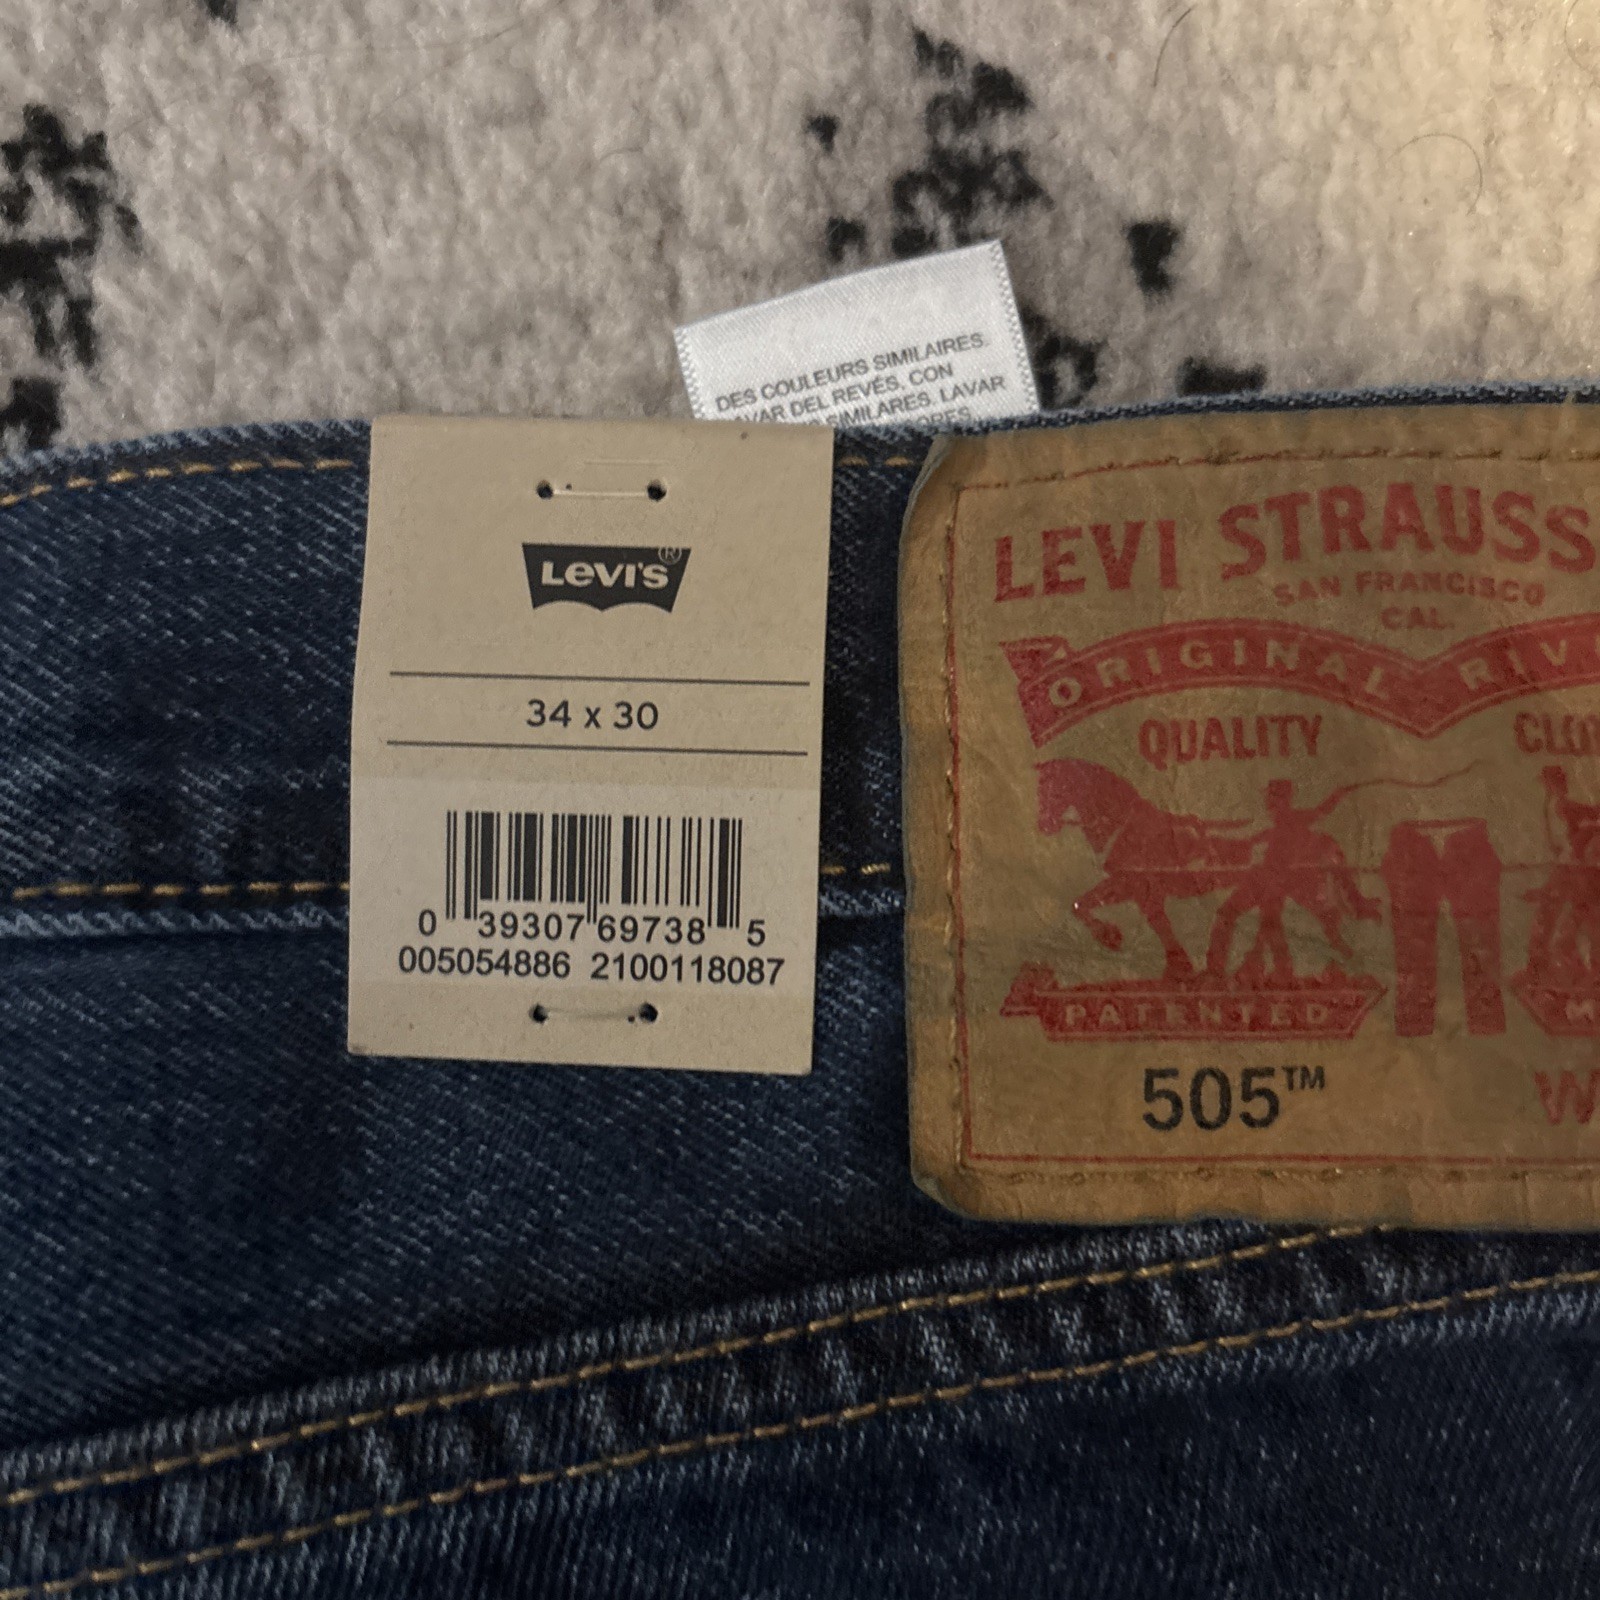 DES COULEURS SIMILAIRES.
DEL REVÉS, CON
SIMILARES. LAVAR
LEVI'S®
34 x 30
0 39307 69738 5
005054886 2100118087
LEVI STRAUSS
SAN FRANCISCO
CAL.
ORIGINAL
QUALITY
PATENTED
505™